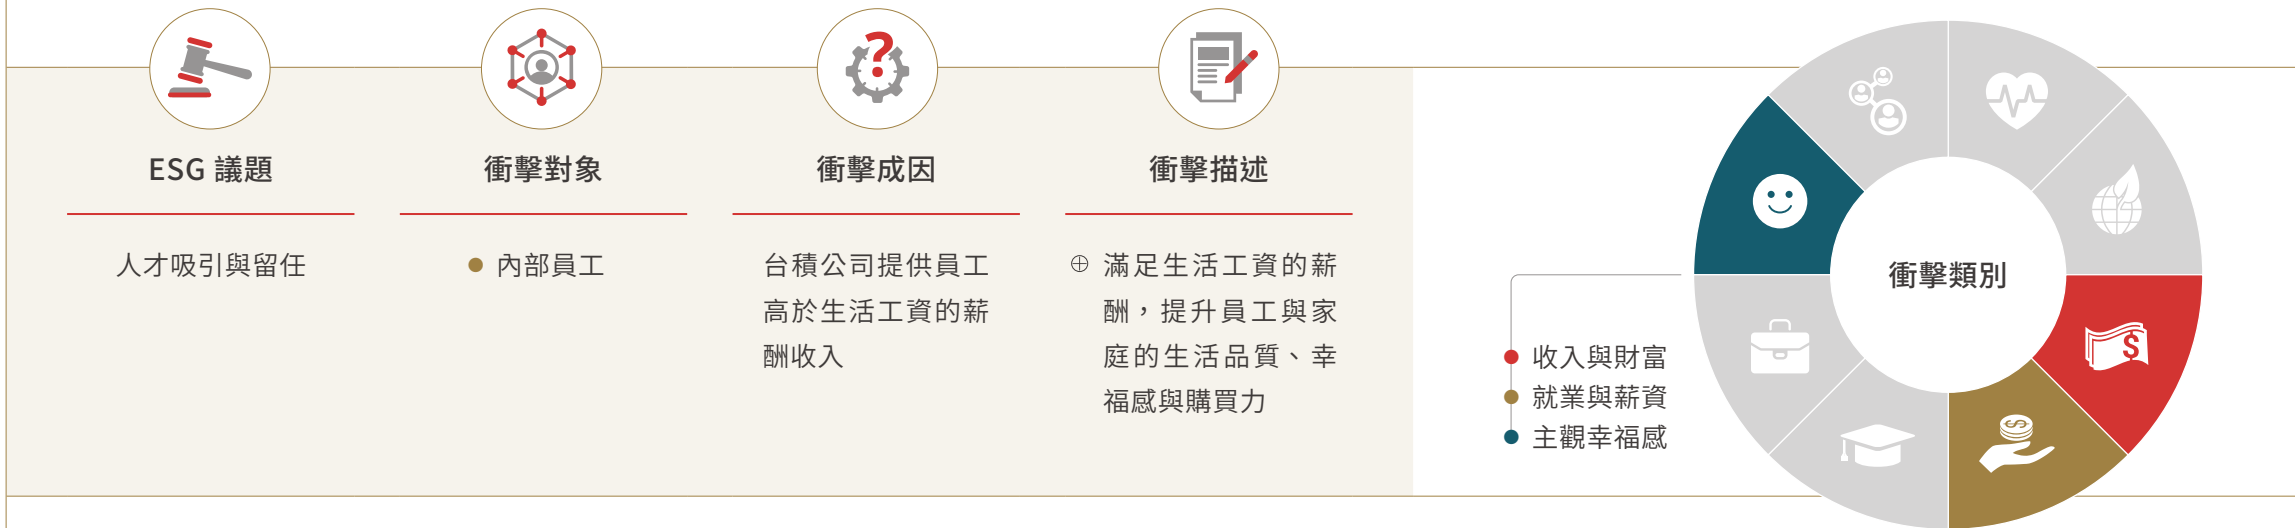 ESG 議題
人才吸引與留任
衝擊對象
內部員工
衝擊成因
台積公司提供員工
高於生活工資的薪
酬收入
衝擊描述
⊕ 滿足生活工資的薪
酬，提升員工與家
庭的生活品質、幸
福感與購買力
衝擊類別
收入與財富
就業與薪資
主觀幸福感